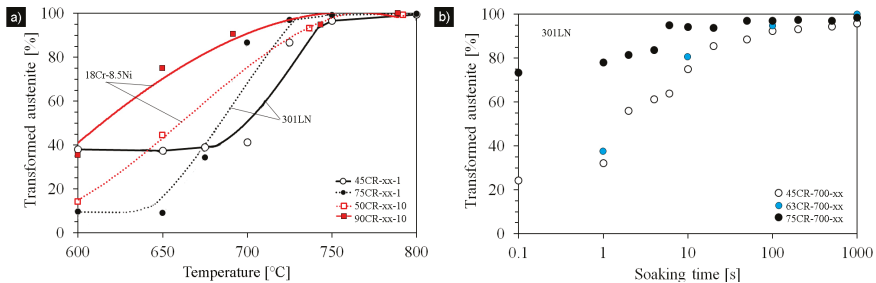 a)
Transformed austenite [%]
100
80
60
40
20
0
18Cr-8.5Ni
301LN
45CR-xx-1
75CR-xx-1
50CR-xx-10
90CR-xx-10
600 650 700 750 800
Temperature [°C]
b)
Transformed austenite [%]
100
80
60
40
20
0
301LN
45CR-700-xx
63CR-700-xx
75CR-700-xx
0.1 1 10 100 1000
Soaking time [s]